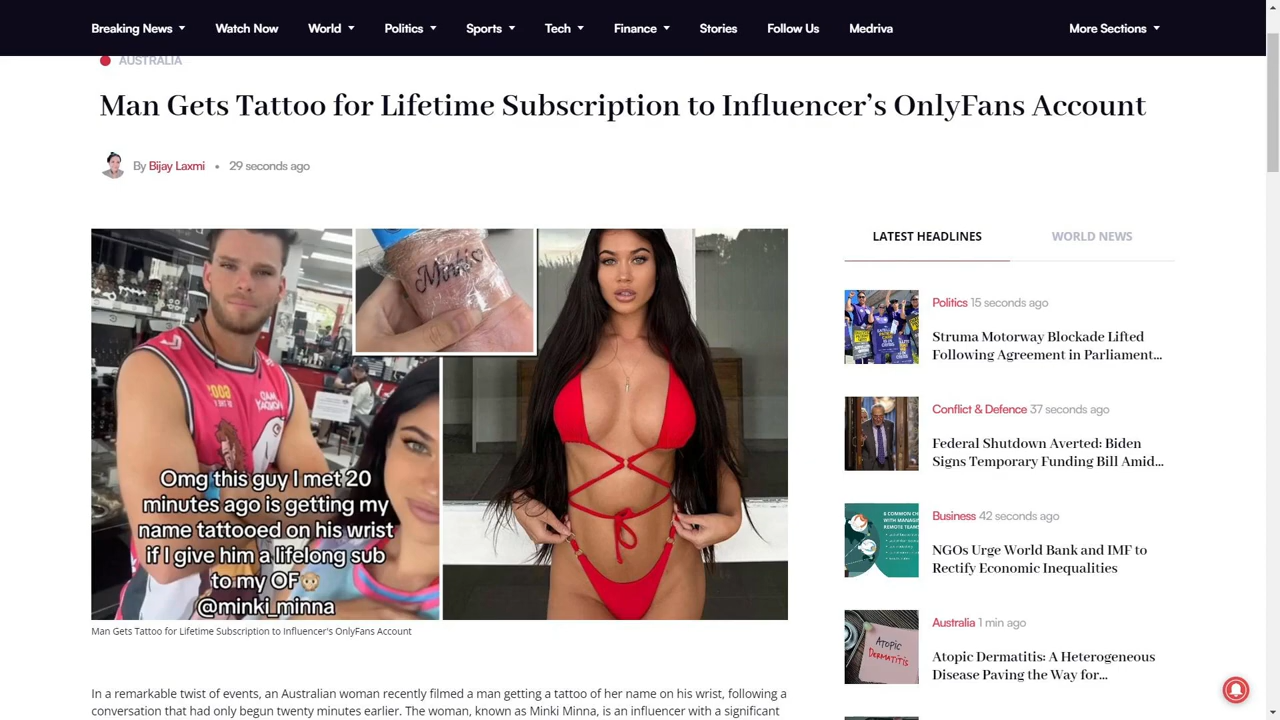 Breaking News
Watch Now
World
Politics
Sports
Tech
Finance
Stories
Follow Us
Medriva
More Sections
AUSTRALIA
Man Gets Tattoo for Lifetime Subscription to Influencer's OnlyFans Account
By Bijay Laxmi • 29 seconds ago
Minki
Omg this guy I met 20
minutes ago is getting my
name tattooed on his wrist
if I give him a lifelong sub
to my OF🐵
@minki_minna
Man Gets Tattoo for Lifetime Subscription to Influencer's OnlyFans Account
In a remarkable twist of events, an Australian woman recently filmed a man getting a tattoo of her name on his wrist, following a
conversation that had only begun twenty minutes earlier. The woman, known as Minki Minna, is an influencer with a significant
LATEST HEADLINES
WORLD NEWS
Politics 15 seconds ago
Struma Motorway Blockade Lifted
Following Agreement in Parliament...
Conflict & Defence 37 seconds ago
Federal Shutdown Averted: Biden
Signs Temporary Funding Bill Amid...
Business 42 seconds ago
NGOs Urge World Bank and IMF to
Rectify Economic Inequalities
Australia 1 min ago
ATOPIC
DERMATITIS
Atopic Dermatitis: A Heterogeneous
Disease Paving the Way for...